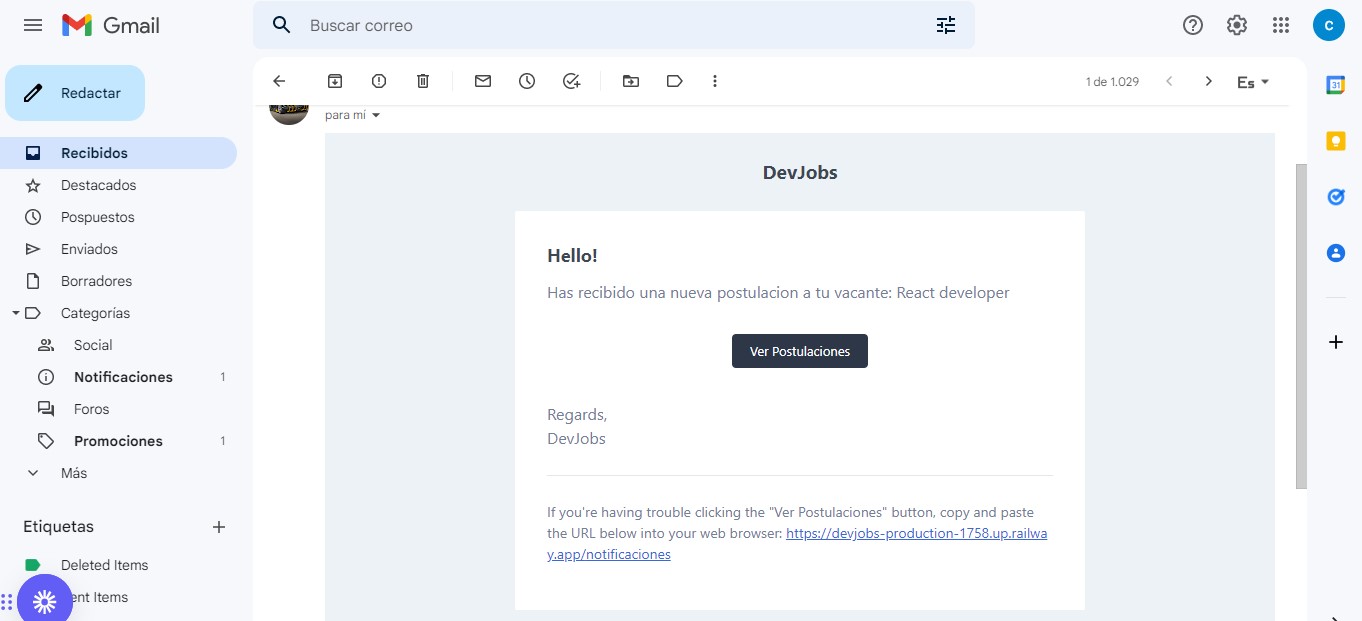 Gmail
Buscar correo
C
Redactar
1 de 1.029
Es
31
Recibidos
para mí
Destacados
DevJobs
Pospuestos
Enviados
Hello!
Borradores
Has recibido una nueva postulacion a tu vacante: React developer
Categorías
Social
Ver Postulaciones
Notificaciones 1
Foros
Regards,
DevJobs
Promociones 1
Más
If you're having trouble clicking the "Ver Postulaciones" button, copy and paste
the URL below into your web browser: https://devjobs-production-1758.up.railwa
y.app/notificaciones
Etiquetas
Deleted Items
ent Items